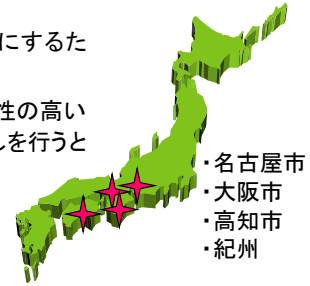 にするた
性の高い
しを行うと
・名古屋市
・大阪市
・高知市
・紀州